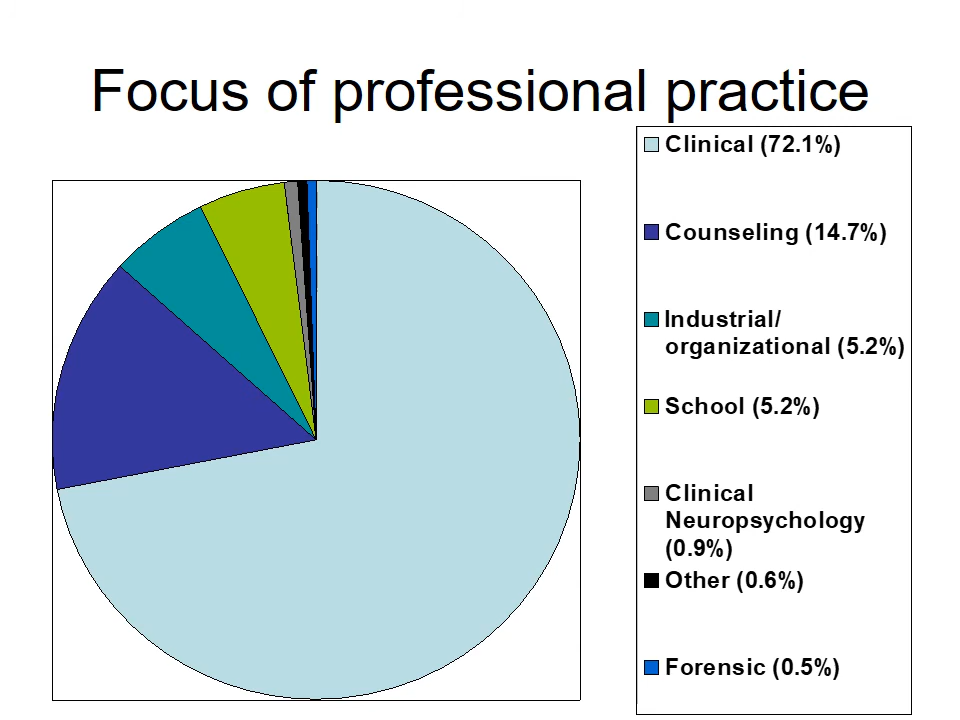 Focus of professional practice
Clinical (72.1%)
Counseling (14.7%)
Industrial/
organizational (5.2%)
School (5.2%)
Clinical
Neuropsychology
(0.9%)
Other (0.6%)
Forensic (0.5%)